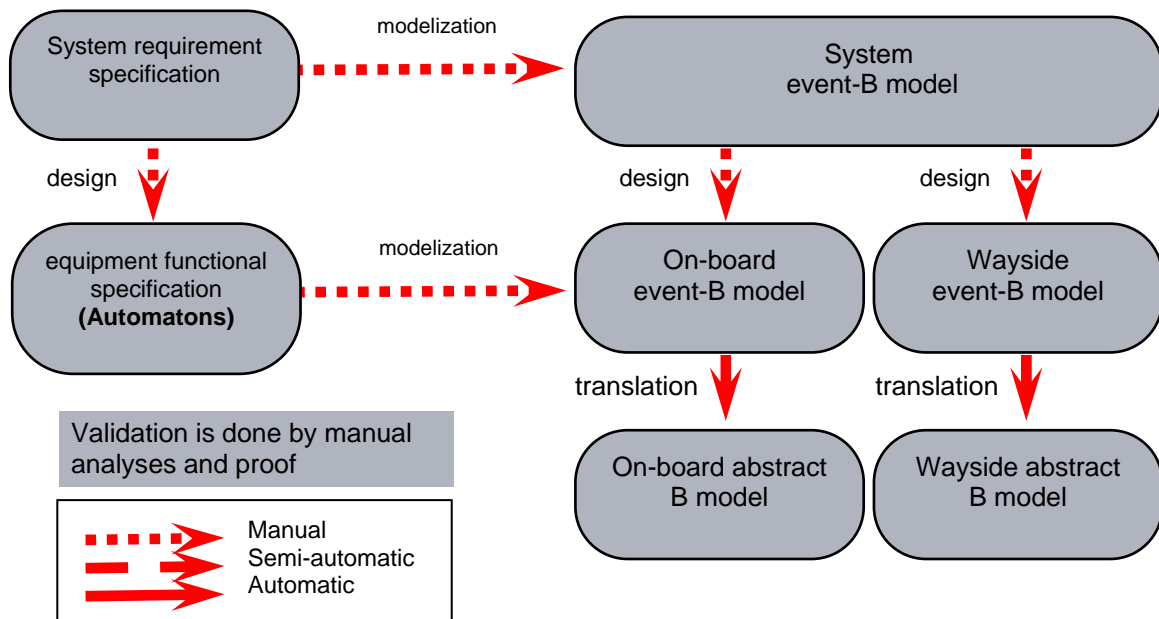 System requirement
specification
modelization
System
event-B model
design
design
design
equipment functional
specification
(Automatons)
modelization
On-board
event-B model
Wayside
event-B model
translation
translation
Validation is done by manual
analyses and proof
On-board abstract
B model
Wayside abstract
B model
Manual
Semi-automatic
Automatic